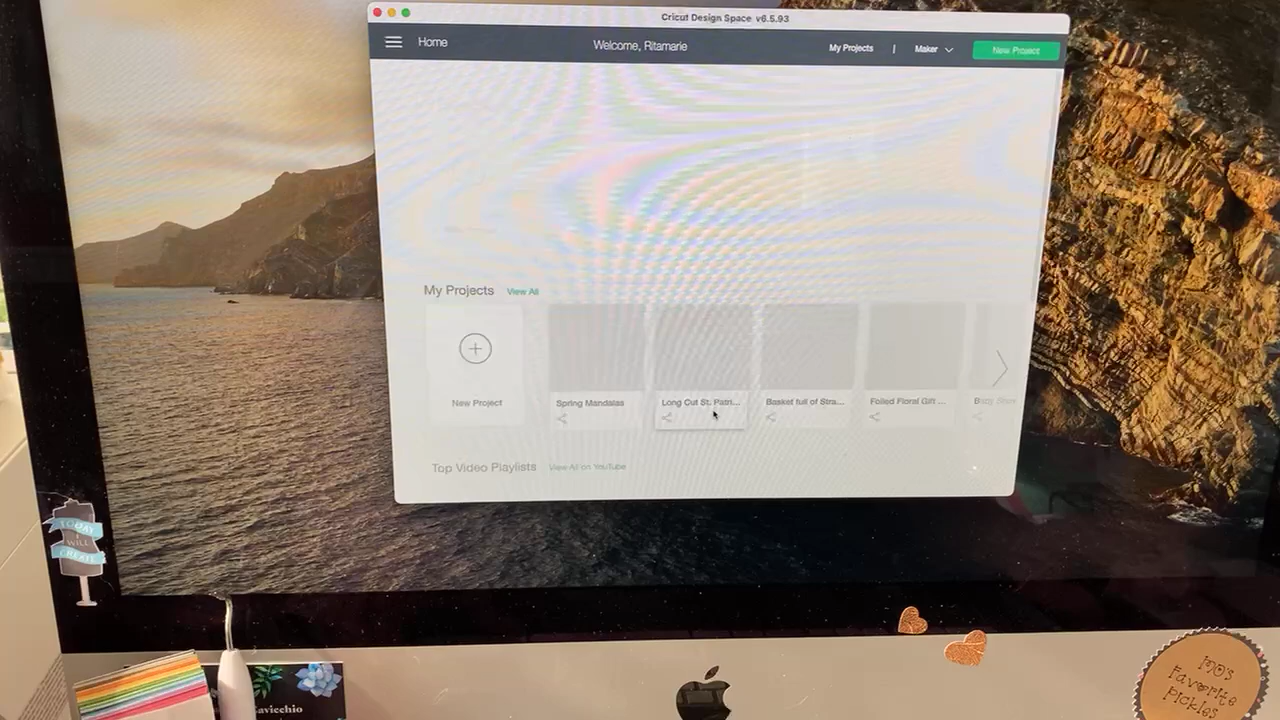 Cricut Design Space v6.5.93
Home
Welcome, Ritamarie
My Projects
Maker
New Project
My Projects
View All
New Project
Spring Mandalas
Long Cut St. Patri...
Basket full of Stra...
Foiled Floral Gift ...
Top Video Playlists
View All on YouTube
TODAY
I
WILL
CREATE
avicchio
Mo's
Favorite
Pickles